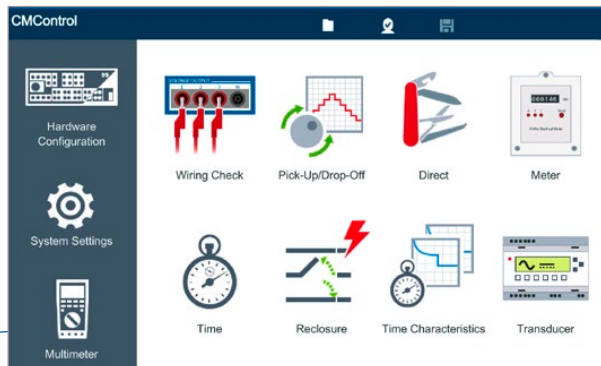 CMControl
Hardware
Configuration
System Settings
Multimeter
Wiring Check
Pick-Up/Drop-Off
Direct
Meter
Time
Reclosure
Time Characteristics
Transducer